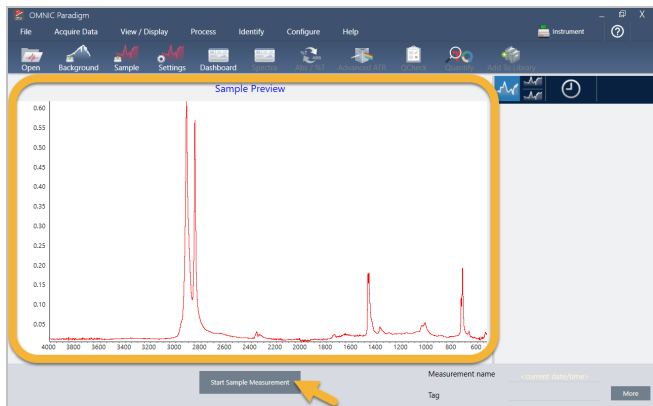 OMNIC Paradigm
File Acquire Data View / Display Process Identify Configure Help Instrument
Open Background Sample Settings Dashboard Spectra Abs / %T Advanced ATR QCheck Quantify Add To Library
Sample Preview
0.60
0.55
0.50
0.45
0.40
0.35
0.30
0.25
0.20
0.15
0.10
0.05
4000 3800 3600 3400 3200 3000 2800 2600 2400 2200 2000 1800 1600 1400 1200 1000 800 600
Start Sample Measurement
Measurement name <current date/time>
Tag
More